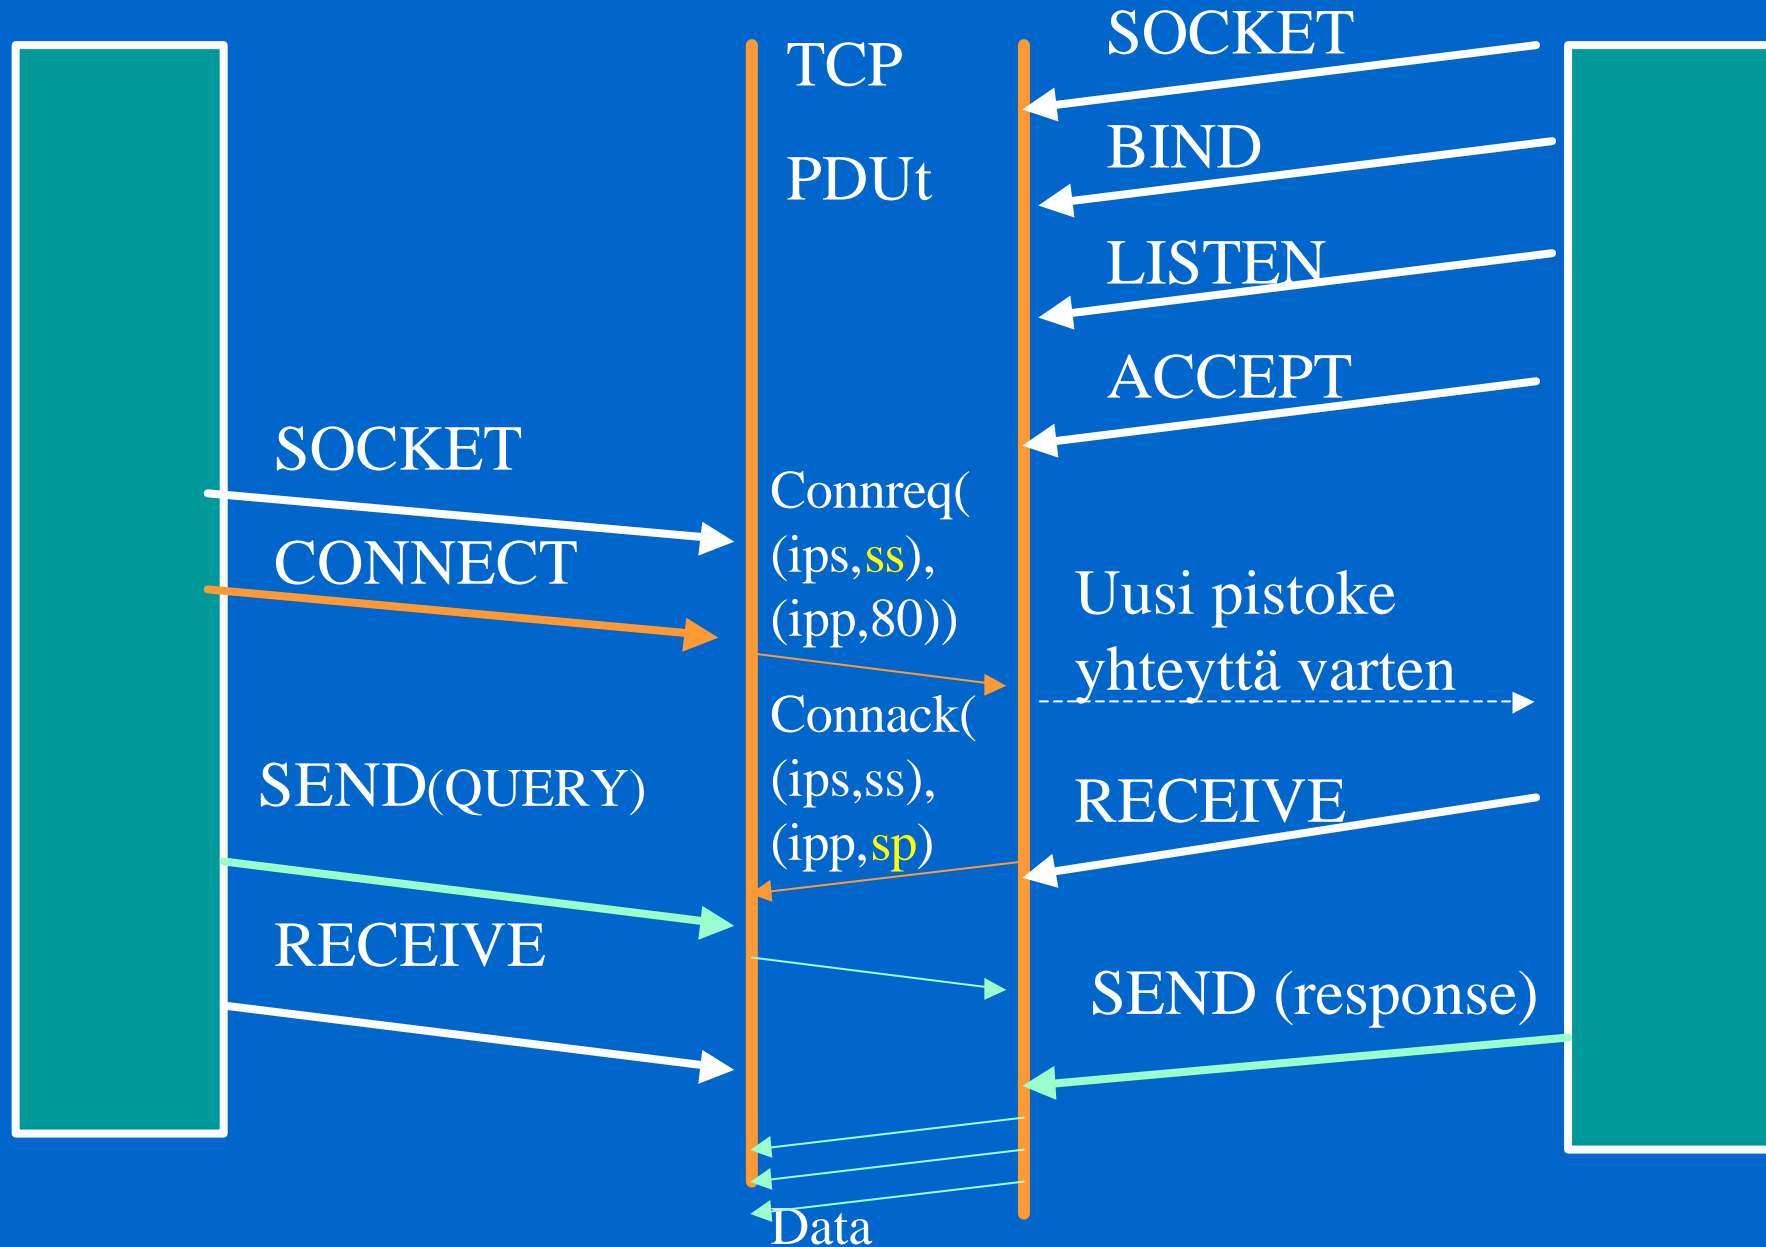 TCP
PDUt
SOCKET
BIND
LISTEN
ACCEPT
SOCKET
CONNECT
Connreq(
(ips,ss),
(ipp,80))
Uusi pistoke
yhteyttä varten
Connack(
(ips,ss),
(ipp,sp)
SEND(QUERY)
RECEIVE
RECEIVE
SEND (response)
Data